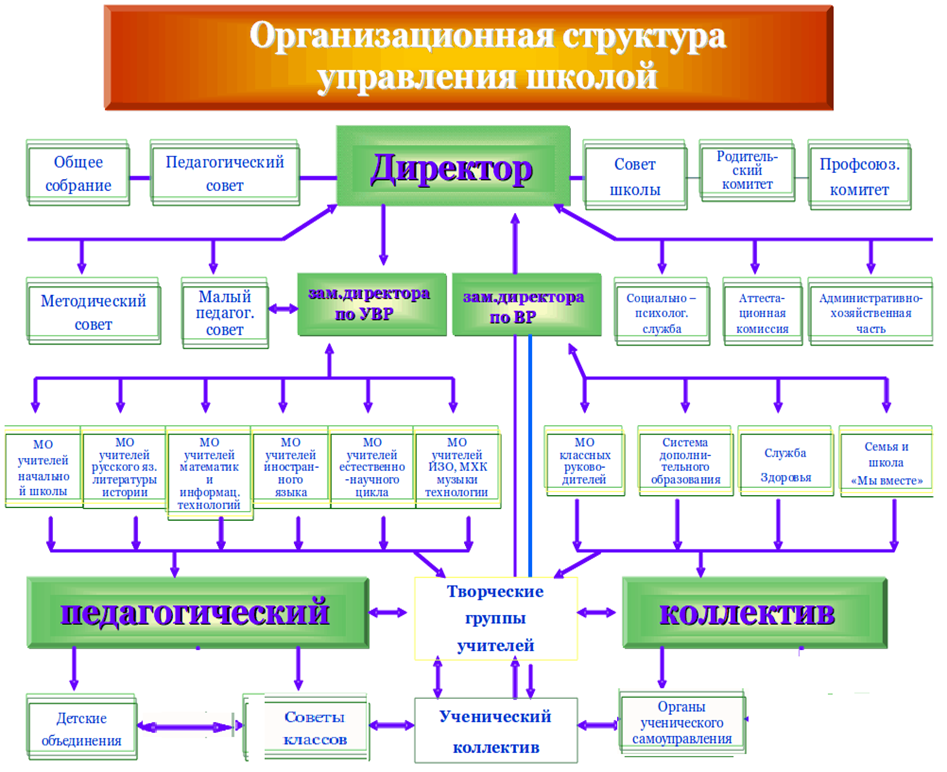 Организационная структура
управления школой
Общее
собрание
Педагогический
совет
Директор
Совет
школы
Родитель-
ский
комитет
Профсоюз.
комитет
Методический
совет
Малый
педагог.
совет
зам.директора
по УВР
зам.директора
по ВР
Социально –
психолог.
служба
Аттеста-
ционная
комиссия
Административно-
хозяйственная
часть
МО
учителей
начально
й школы
МО
учителей
русского яз.
литературы
истории
МО
учителей
математик
и
информац.
технологий
МО
учителей
иностран-
ного
языка
МО
учителей
естественно
-научного
цикла
МО
учителей
ИЗО, МХК
музыки
технологии
МО
классных
руково-
дителей
Система
дополни-
тельного
образования
Служба
Здоровья
Семья и
школа
«Мы вместе»
педагогический
Творческие
группы
учителей
коллектив
Детские
объединения
Советы
классов
Ученический
коллектив
Органы
ученического
самоуправления